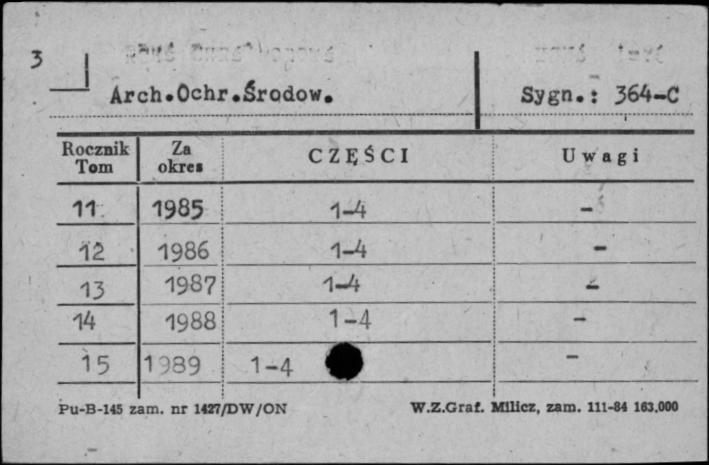 3
Arch.Ochr.Środow. Sygn.: 364-C
Rocznik Tom Za okres CZĘŚCI Uwagi
11 1985 1-4 -
12 1986 1-4 -
13 1987 1-4 -
14 1988 1-4 -
15 1989 1-4 -
Pu-B-145 zam. nr 1427/DW/ON W.Z.Graf. Milicz, zam. 111-84 163.000